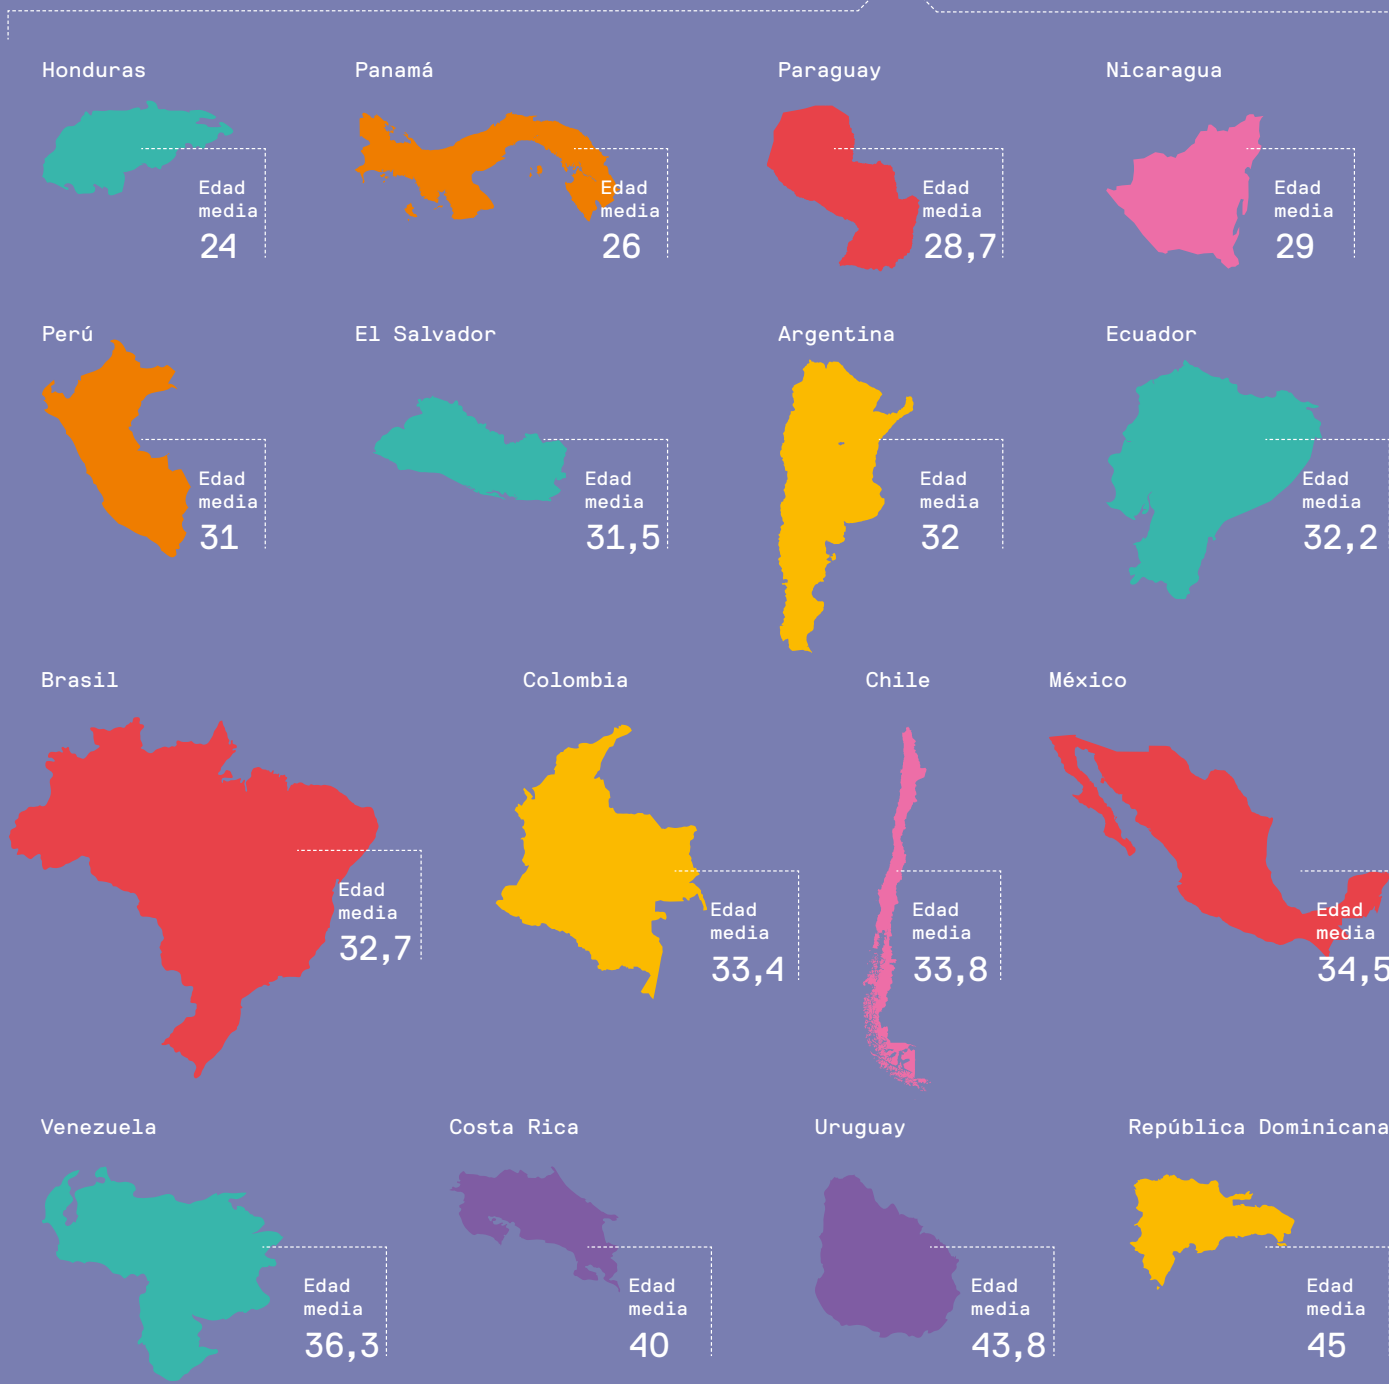 Honduras
Edad
media
24
Panamá
Edad
media
26
Paraguay
Edad
media
28,7
Nicaragua
Edad
media
29
Perú
Edad
media
31
El Salvador
Edad
media
31,5
Argentina
Edad
media
32
Ecuador
Edad
media
32,2
Brasil
Edad
media
32,7
Colombia
Edad
media
33,4
Chile
Edad
media
33,8
México
Edad
media
34,5
Venezuela
Edad
media
36,3
Costa Rica
Edad
media
40
Uruguay
Edad
media
43,8
República Dominicana
Edad
media
45